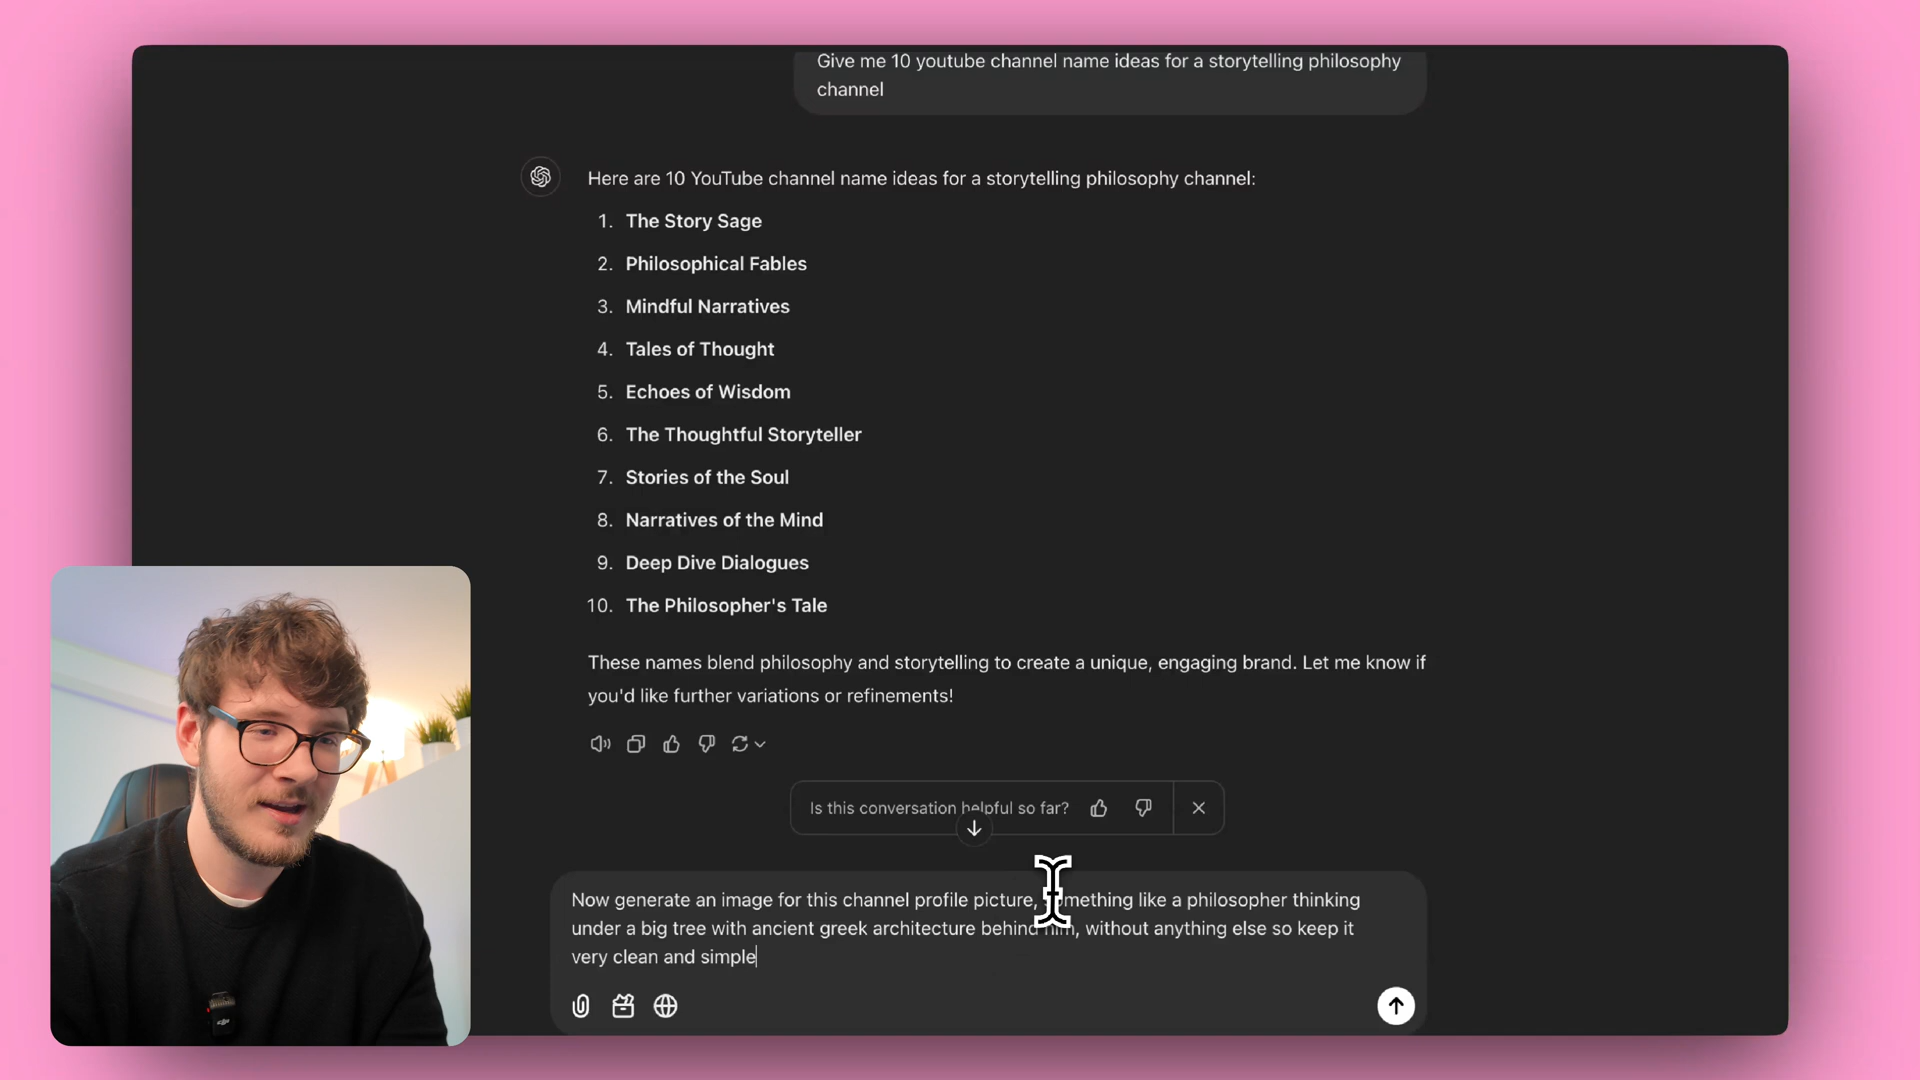 Give me 10 youtube channel name ideas for a storytelling philosophy
channel
Here are 10 YouTube channel name ideas for a storytelling philosophy channel:
1. The Story Sage
2. Philosophical Fables
3. Mindful Narratives
4. Tales of Thought
5. Echoes of Wisdom
6. The Thoughtful Storyteller
7. Stories of the Soul
8. Narratives of the Mind
9. Deep Dive Dialogues
10. The Philosopher's Tale
These names blend philosophy and storytelling to create a unique, engaging brand. Let me know if
you'd like further variations or refinements!
Is this conversation helpful so far?
Now generate an image for this channel profile picture, something like a philosopher thinking
under a big tree with ancient greek architecture behind him, without anything else so keep it
very clean and simple